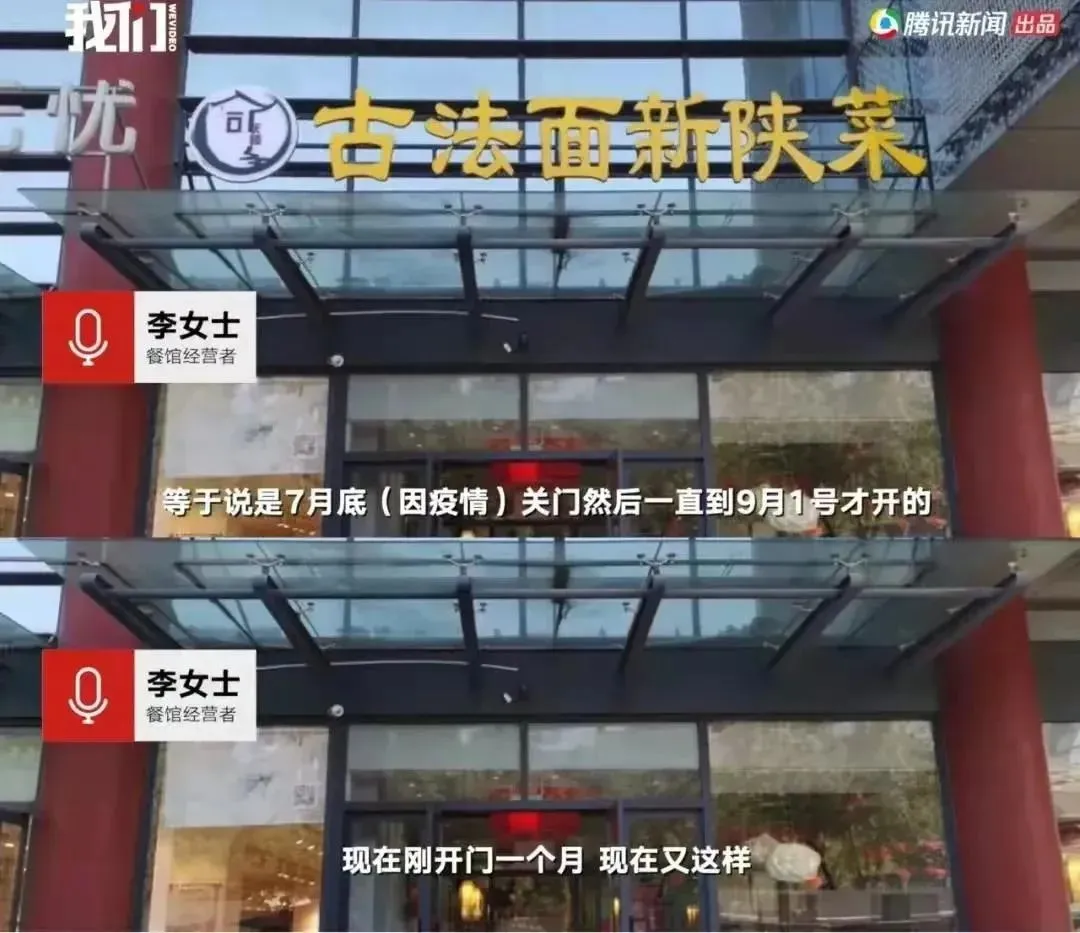 我们
WEVIDEO
腾讯新闻 出品
无忧
古法面新陕菜
李女士
餐馆经营者
等于说是7月底（因疫情）关门然后一直到9月1号才开的
李女士
餐馆经营者
现在刚开门一个月 现在又这样